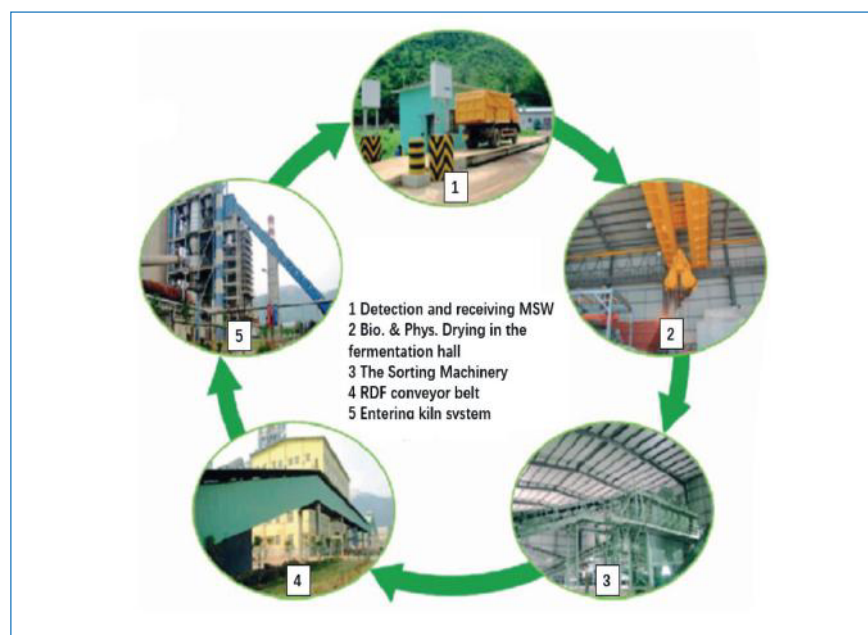 1
2
3
4
5
1 Detection and receiving MSW
2 Bio. & Phys. Drying in the
fermentation hall
3 The Sorting Machinery
4 RDF conveyor belt
5 Entering kiln system